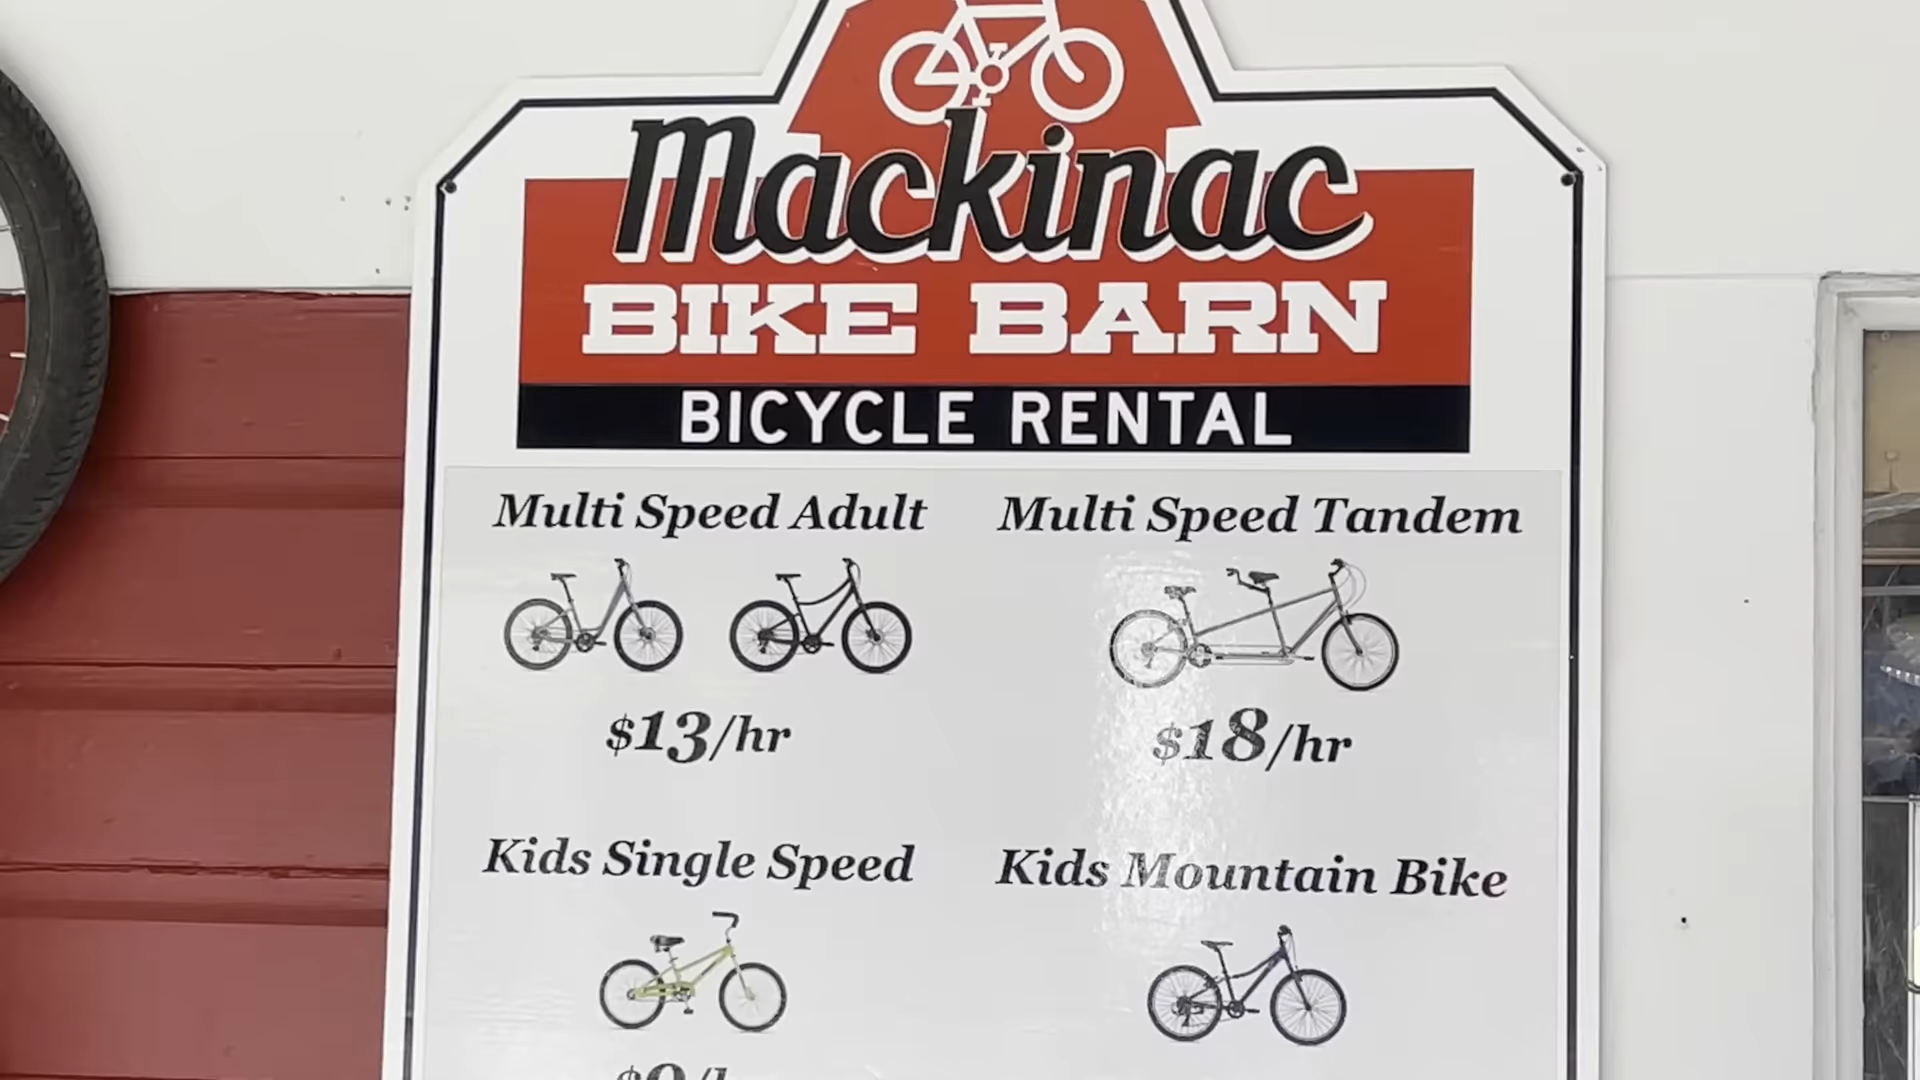 Mackinac
BIKE BARN
BICYCLE RENTAL
Multi Speed Adult
Multi Speed Tandem
$13/hr
$18/hr
Kids Single Speed
Kids Mountain Bike